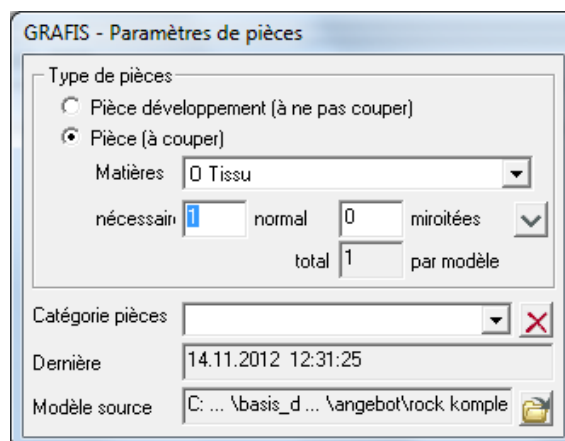 GRAFIS - Paramètres de pièces
Type de pièces
Pièce développement (à ne pas couper)
Pièce (à couper)
Matières 0 Tissu
nécessair 1 normal 0 miroitées
total 1 par modèle
Catégorie pièces
Dernière 14.11.2012 12:31:25
Modèle source C: ... \basis_d ... \angebot\rock komple